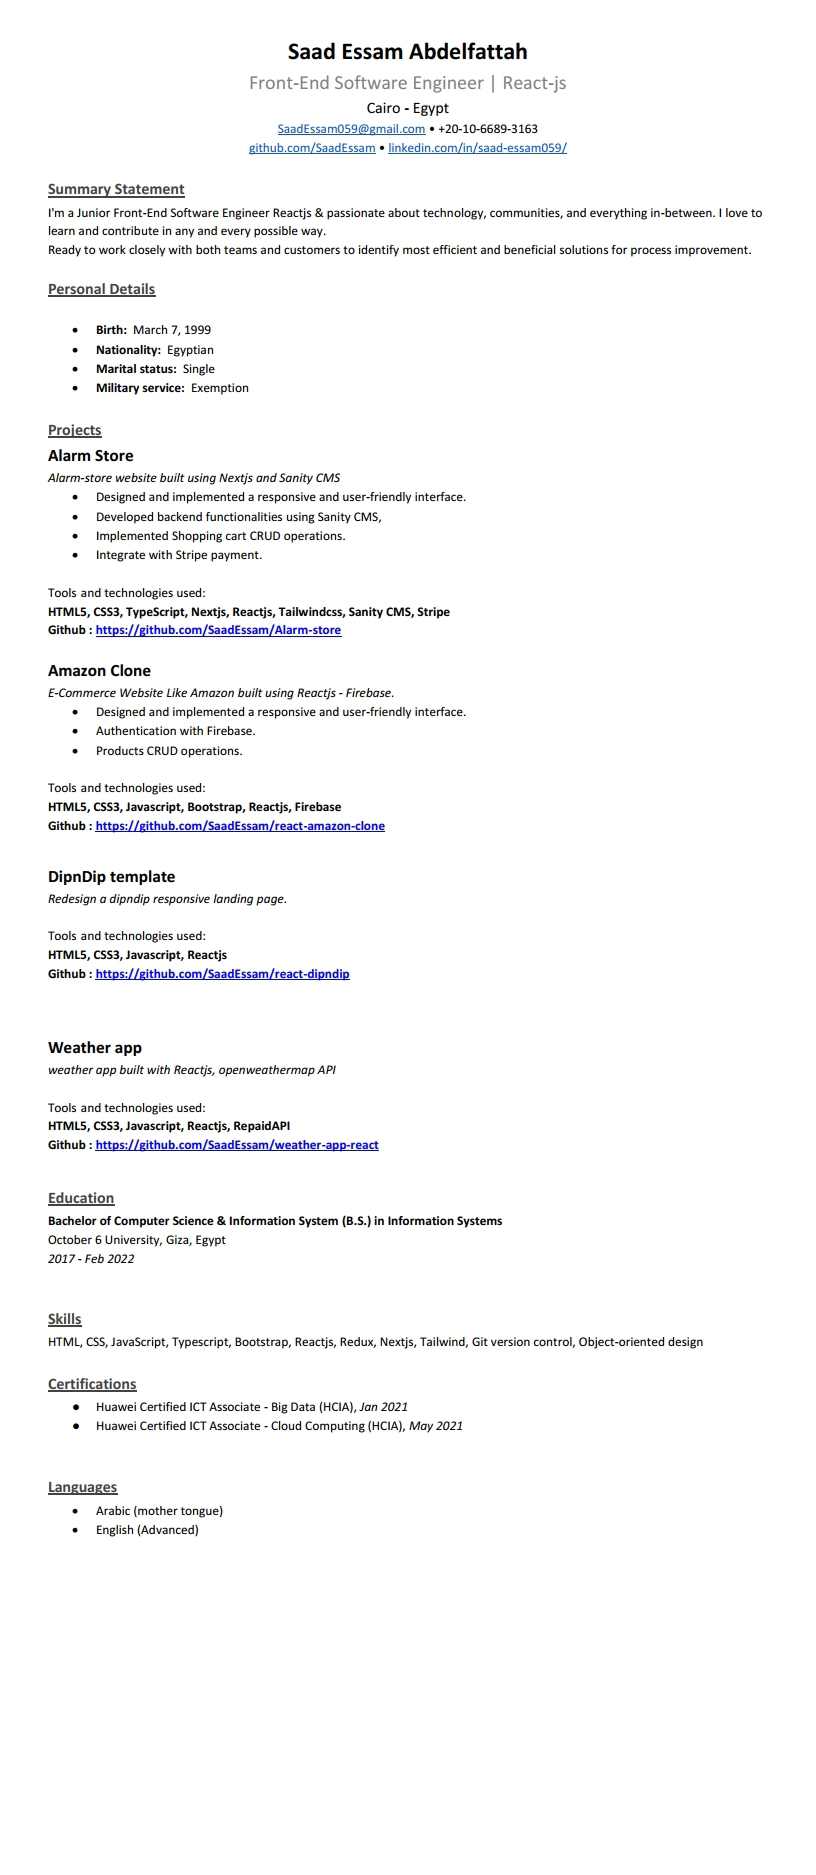 Saad Essam Abdelfattah
Front-End Software Engineer | React-js
Cairo - Egypt
SaadEssam059@gmail.com • +20-10-6689-3163
github.com/SaadEssam • linkedin.com/in/saad-essam059/
Summary Statement
I'm a Junior Front-End Software Engineer Reactjs & passionate about technology, communities, and everything in-between. I love to
learn and contribute in any and every possible way.
Ready to work closely with both teams and customers to identify most efficient and beneficial solutions for process improvement.
Personal Details
• Birth: March 7, 1999
• Nationality: Egyptian
• Marital status: Single
• Military service: Exemption
Projects
Alarm Store
Alarm-store website built using Nextjs and Sanity CMS
• Designed and implemented a responsive and user-friendly interface.
• Developed backend functionalities using Sanity CMS,
• Implemented Shopping cart CRUD operations.
• Integrate with Stripe payment.
Tools and technologies used:
HTML5, CSS3, TypeScript, Nextjs, Reactjs, Tailwindcss, Sanity CMS, Stripe
Github : https://github.com/SaadEssam/Alarm-store
Amazon Clone
E-Commerce Website Like Amazon built using Reactjs - Firebase.
• Designed and implemented a responsive and user-friendly interface.
• Authentication with Firebase.
• Products CRUD operations.
Tools and technologies used:
HTML5, CSS3, Javascript, Bootstrap, Reactjs, Firebase
Github : https://github.com/SaadEssam/react-amazon-clone
DipnDip template
Redesign a dipndip responsive landing page.
Tools and technologies used:
HTML5, CSS3, Javascript, Reactjs
Github : https://github.com/SaadEssam/react-dipndip
Weather app
weather app built with Reactjs, openweathermap API
Tools and technologies used:
HTML5, CSS3, Javascript, Reactjs, RepaidAPI
Github : https://github.com/SaadEssam/weather-app-react
Education
Bachelor of Computer Science & Information System (B.S.) in Information Systems
October 6 University, Giza, Egypt
2017 - Feb 2022
Skills
HTML, CSS, JavaScript, Typescript, Bootstrap, Reactjs, Redux, Nextjs, Tailwind, Git version control, Object-oriented design
Certifications
• Huawei Certified ICT Associate - Big Data (HCIA), Jan 2021
• Huawei Certified ICT Associate - Cloud Computing (HCIA), May 2021
Languages
• Arabic (mother tongue)
• English (Advanced)